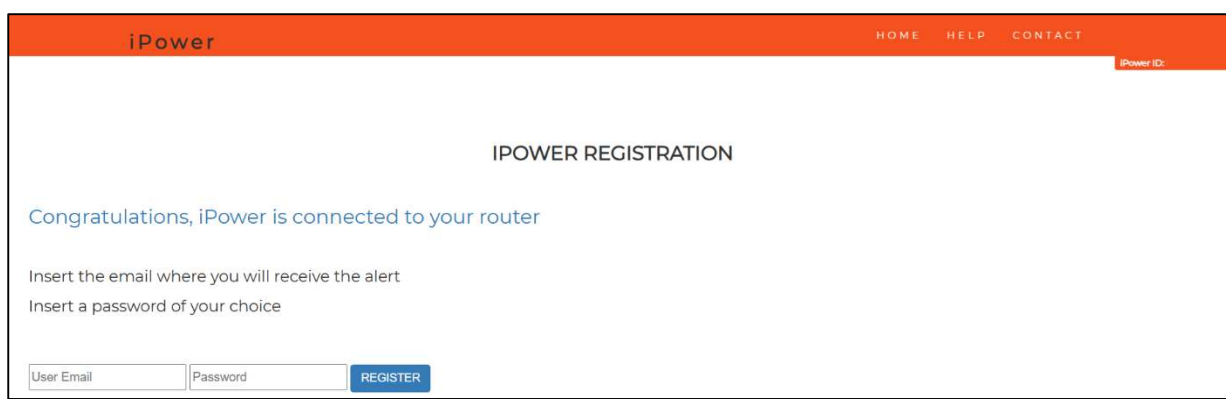 iPower
HOME HELP CONTACT
iPower ID:
IPOWER REGISTRATION
Congratulations, iPower is connected to your router
Insert the email where you will receive the alert
Insert a password of your choice
User Email Password REGISTER